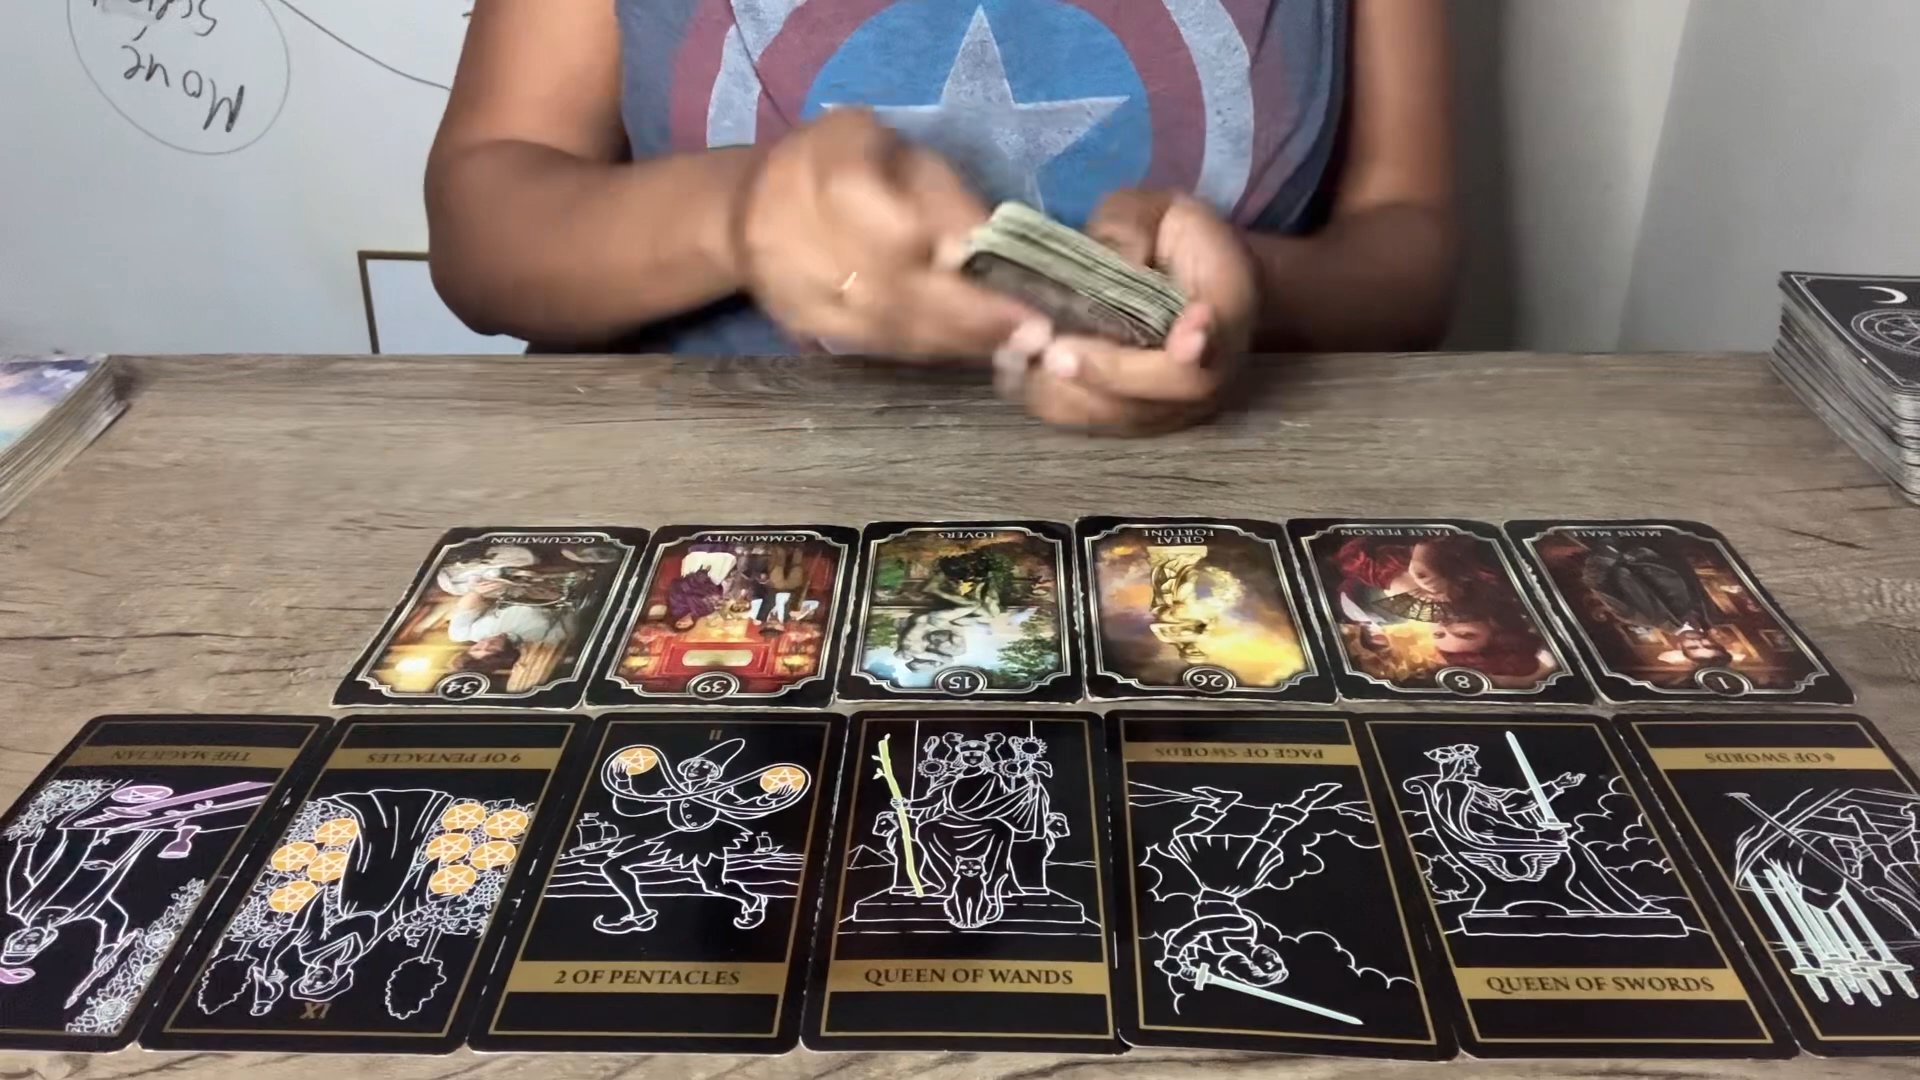 Move
OCCUPATION
34
COMMUNITY
39
LOVERS
15
GREAT
FORTUNE
26
FALSE PERSON
8
MAIN MALE
1
THE MAGICIAN
9 OF PENTACLES
IX
II
2 OF PENTACLES
QUEEN OF WANDS
PAGE OF SWORDS
QUEEN OF SWORDS
6 OF SWORDS